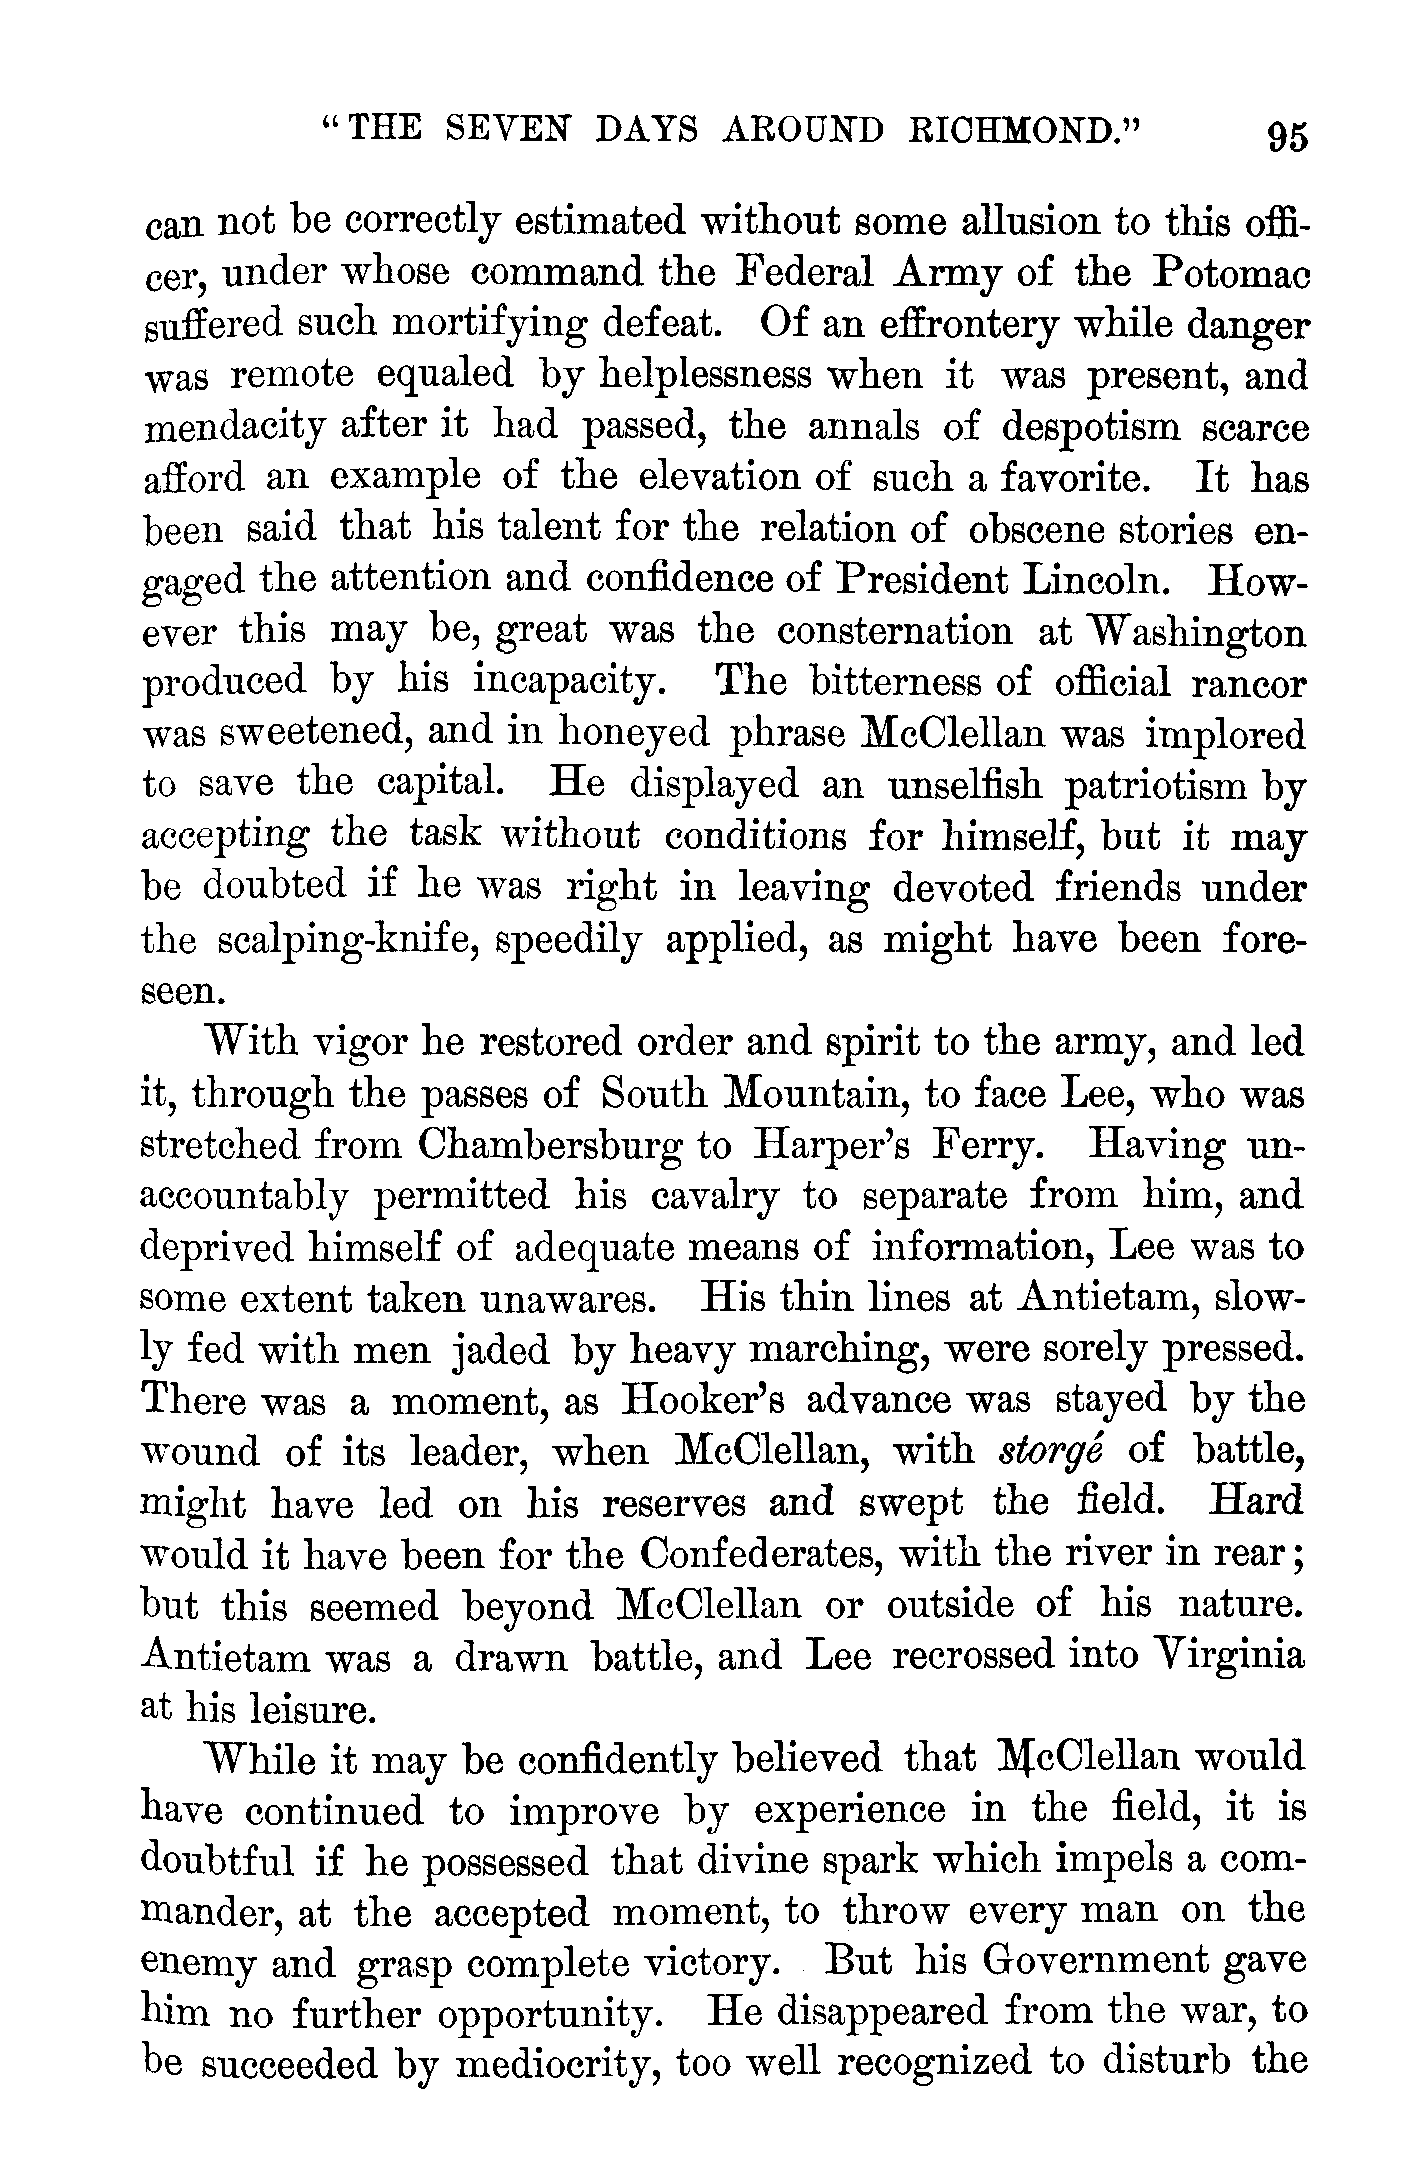 "THE SEVEN DAYS AROUND RICHMOND." 95
can not be correctly estimated without some allusion to this offi-
cer, under whose command the Federal Army of the Potomac
suffered such mortifying defeat. Of an effrontery while danger
was remote equaled by helplessness when it was present, and
mendacity after it had passed, the annals of despotism scarce
afford an example of the elevation of such a favorite. It has
been said that his talent for the relation of obscene stories en-
gaged the attention and confidence of President Lincoln. How-
ever this may be, great was the consternation at Washington
produced by his incapacity. The bitterness of official rancor
was sweetened, and in honeyed phrase McClellan was implored
to save the capital. He displayed an unselfish patriotism by
accepting the task without conditions for himself, but it may
be doubted if he was right in leaving devoted friends under
the scalping-knife, speedily applied, as might have been fore-
seen.
With vigor he restored order and spirit to the army, and led
it, through the passes of South Mountain, to face Lee, who was
stretched from Chambersburg to Harper's Ferry. Having un-
accountably permitted his cavalry to separate from him, and
deprived himself of adequate means of information, Lee was to
some extent taken unawares. His thin lines at Antietam, slow-
ly fed with men jaded by heavy marching, were sorely pressed.
There was a moment, as Hooker's advance was stayed by the
wound of its leader, when McClellan, with storgé of battle,
might have led on his reserves and swept the field. Hard
would it have been for the Confederates, with the river in rear;
but this seemed beyond McClellan or outside of his nature.
Antietam was a drawn battle, and Lee recrossed into Virginia
at his leisure.
While it may be confidently believed that McClellan would
have continued to improve by experience in the field, it is
doubtful if he possessed that divine spark which impels a com-
mander, at the accepted moment, to throw every man on the
enemy and grasp complete victory. But his Government gave
him no further opportunity. He disappeared from the war, to
be succeeded by mediocrity, too well recognized to disturb the